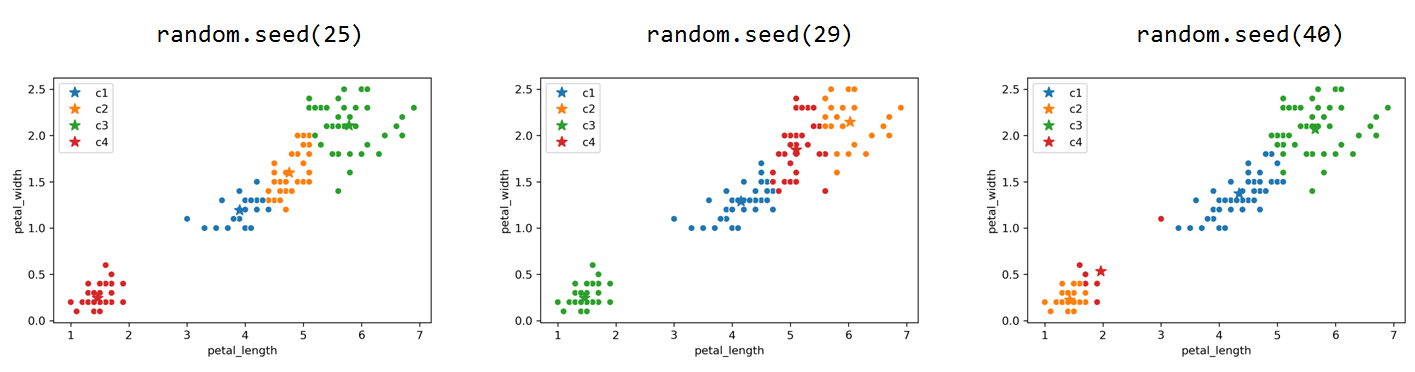 random.seed(25)
2.5
2.0
1.5
1.0
0.5
0.0
petal_width
c1
c2
c3
c4
1 2 3 4 5 6 7
petal_length
random.seed(29)
2.5
2.0
1.5
1.0
0.5
0.0
petal_width
c1
c2
c3
c4
1 2 3 4 5 6 7
petal_length
random.seed(40)
2.5
2.0
1.5
1.0
0.5
0.0
petal_width
c1
c2
c3
c4
1 2 3 4 5 6 7
petal_length